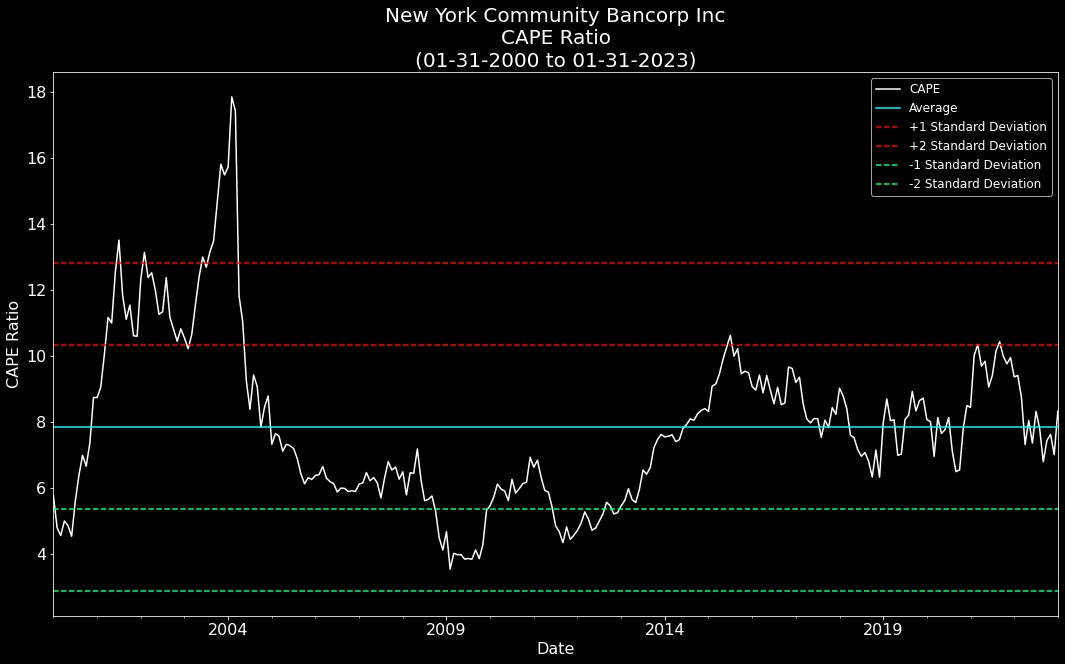 New York Community Bancorp Inc
CAPE Ratio
(01-31-2000 to 01-31-2023)
CAPE
Average
+1 Standard Deviation
+2 Standard Deviation
-1 Standard Deviation
-2 Standard Deviation
CAPE Ratio
18
16
14
12
10
8
6
4
2004
2009
2014
2019
Date